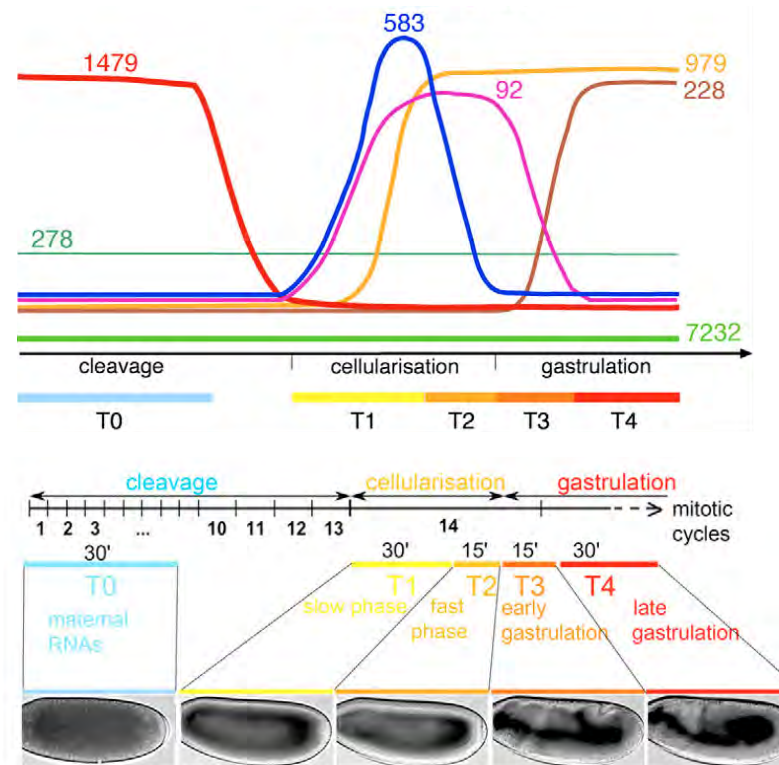 583
1479
979
92
228
278
7232
cleavage
cellularisation
gastrulation
T0
T1
T2
T3
T4
cleavage
cellularisation
gastrulation
mitotic
cycles
1 2 3 ... 10 11 12 13 14
30' 30' 15' 15' 30'
T0 T1 T2 T3 T4
maternal
RNAs
slow phase
fast
phase
early
gastrulation
late
gastrulation